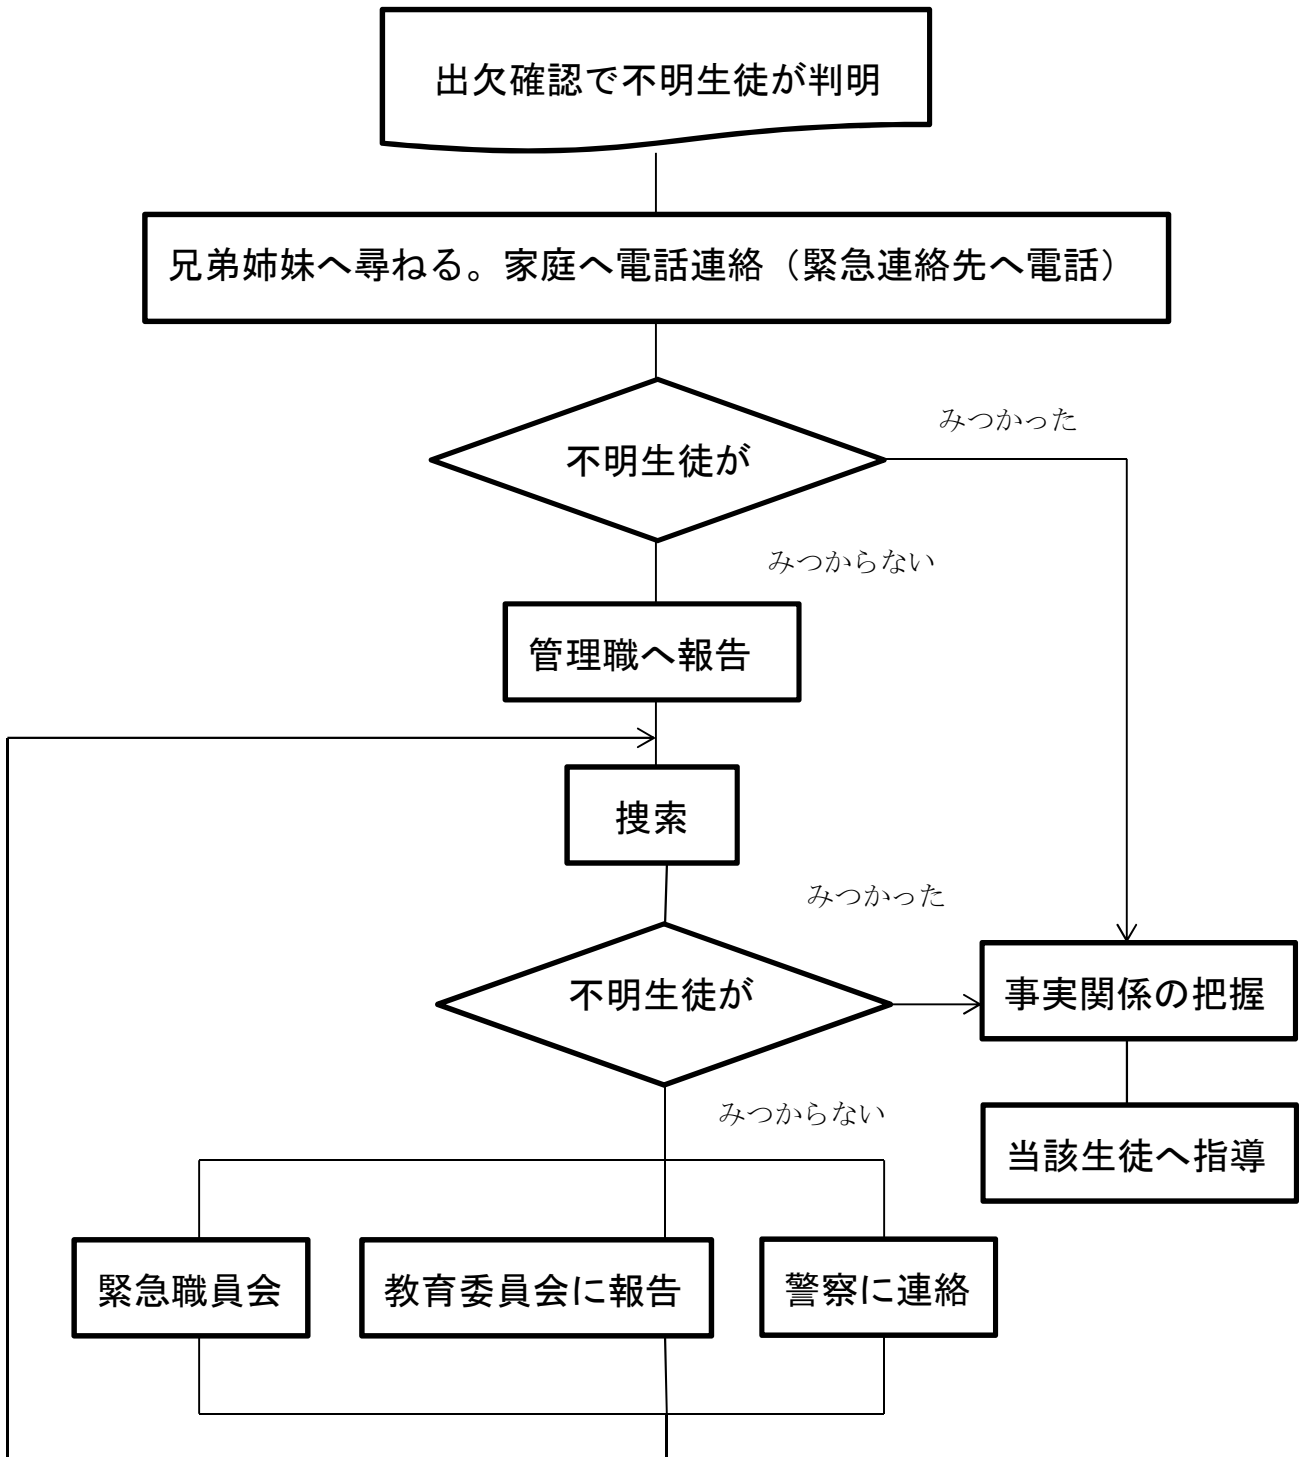 出欠確認で不明生徒が判明
兄弟姉妹へ尋ねる。家庭へ電話連絡（緊急連絡先へ電話）
みつかった
不明生徒が
みつからない
管理職へ報告
捜索
みつかった
不明生徒が
事実関係の把握
みつからない
当該生徒へ指導
緊急職員会
教育委員会に報告
警察に連絡